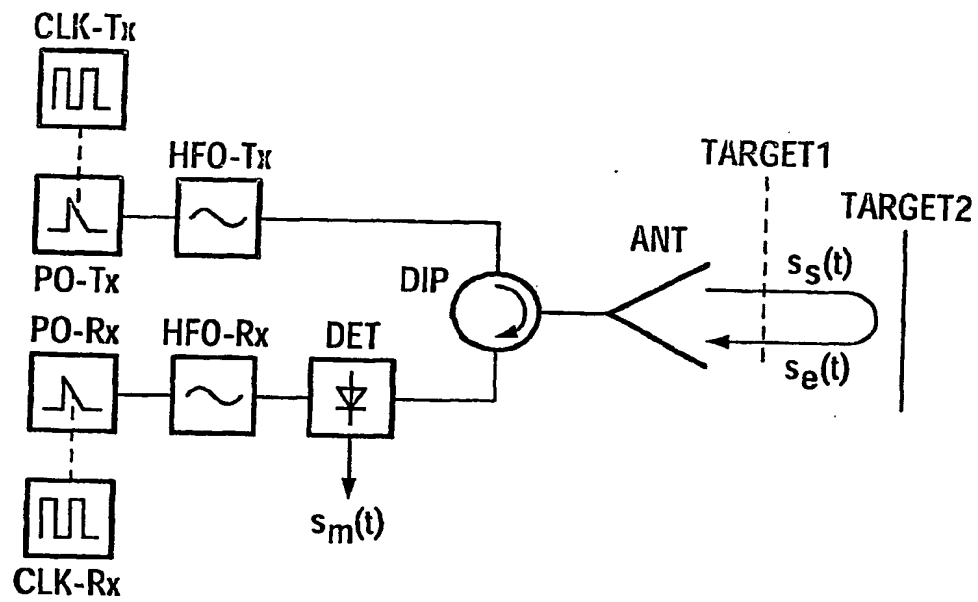 CLK-Tx
HFO-Tx
PO-Tx
TARGET1
TARGET2
ANT
DIP
ss(t)
se(t)
PO-Rx
HFO-Rx
DET
sm(t)
CLK-Rx